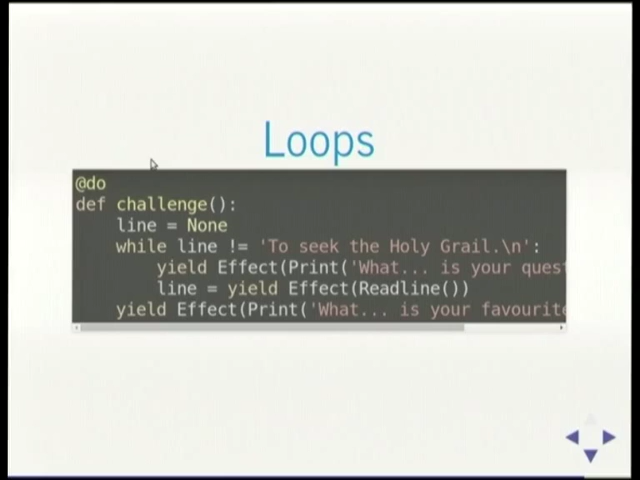 Loops
@do
def challenge():
    line = None
    while line != 'To seek the Holy Grail.\n':
        yield Effect(Print('What... is your quest
        line = yield Effect(Readline())
    yield Effect(Print('What... is your favourite